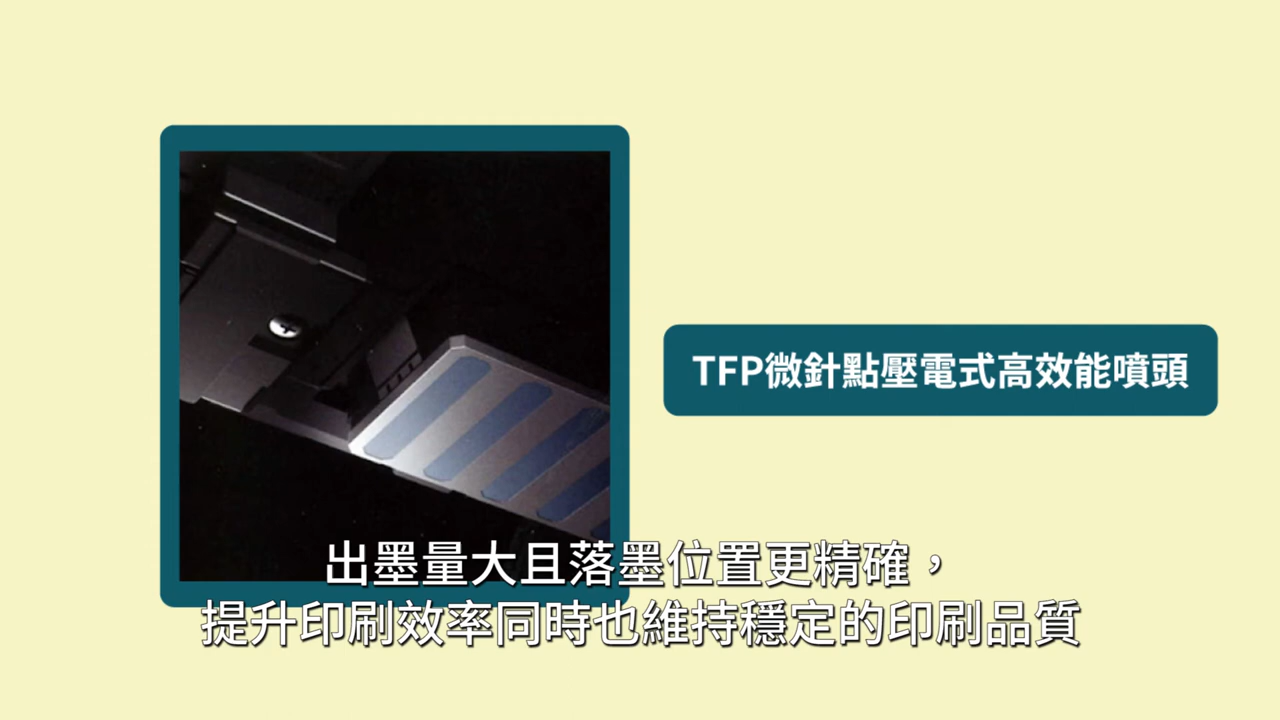 TFP微針點壓電式高效能噴頭
出墨量大且落墨位置更精確，
提升印刷效率同時也維持穩定的印刷品質